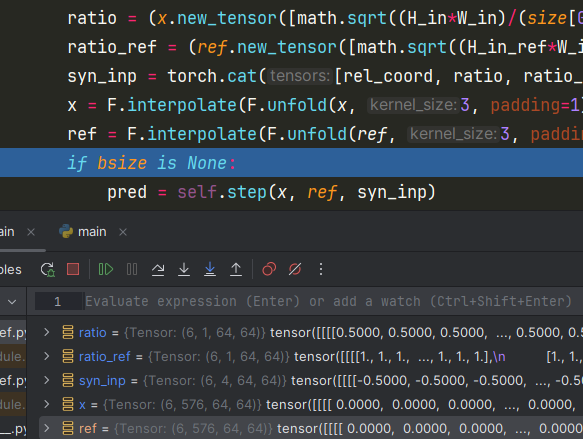 ratio = (x.new_tensor([math.sqrt((H_in*W_in)/(size[
ratio_ref = (ref.new_tensor([math.sqrt((H_in_ref*W_i
syn_inp = torch.cat( tensors: [rel_coord, ratio, ratio_
x = F.interpolate(F.unfold(x, kernel_size: 3, padding=1
ref = F.interpolate(F.unfold(ref, kernel_size: 3, paddin
if bsize is None:
pred = self.step(x, ref, syn_inp)
ain × main ×
les
1 Evaluate expression (Enter) or add a watch (Ctrl+Shift+Enter)
ef.py ratio = {Tensor: (6, 1, 64, 64)} tensor([[[[0.5000, 0.5000, 0.5000, ..., 0.5000, 0.5
dule. ratio_ref = {Tensor: (6, 1, 64, 64)} tensor([[[[1., 1., 1., ..., 1., 1., 1.],\n [1., 1.,
ef.py syn_inp = {Tensor: (6, 4, 64, 64)} tensor([[[[-0.5000, -0.5000, -0.5000, ..., -0.50
dule. x = {Tensor: (6, 576, 64, 64)} tensor([[[[ 0.0000, 0.0000, 0.0000, ..., 0.0000,
__.py ref = {Tensor: (6, 576, 64, 64)} tensor([[[[ 0.0000, 0.0000, 0.0000, ..., 0.0000